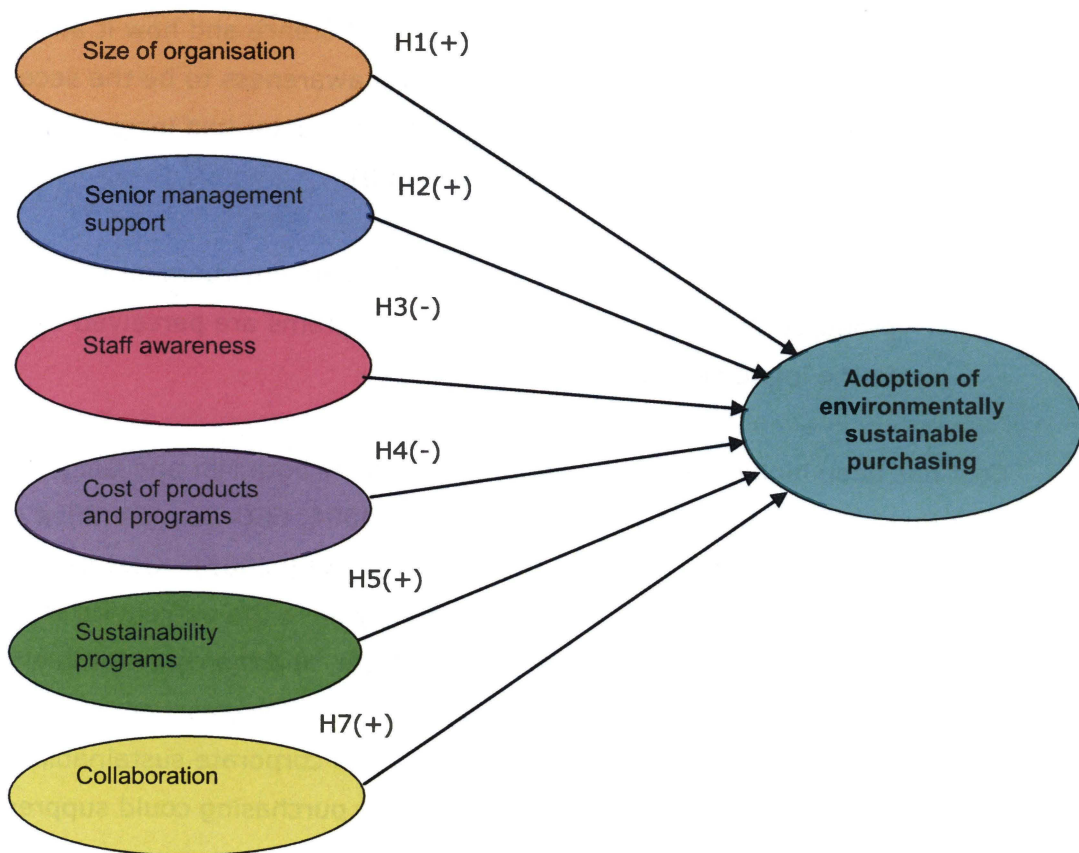 Size of organisation
H1(+)
Senior management
support
H2(+)
Staff awareness
H3(-)
Cost of products
and programs
H4(-)
Sustainability
programs
H5(+)
Collaboration
H7(+)
Adoption of
environmentally
sustainable
purchasing